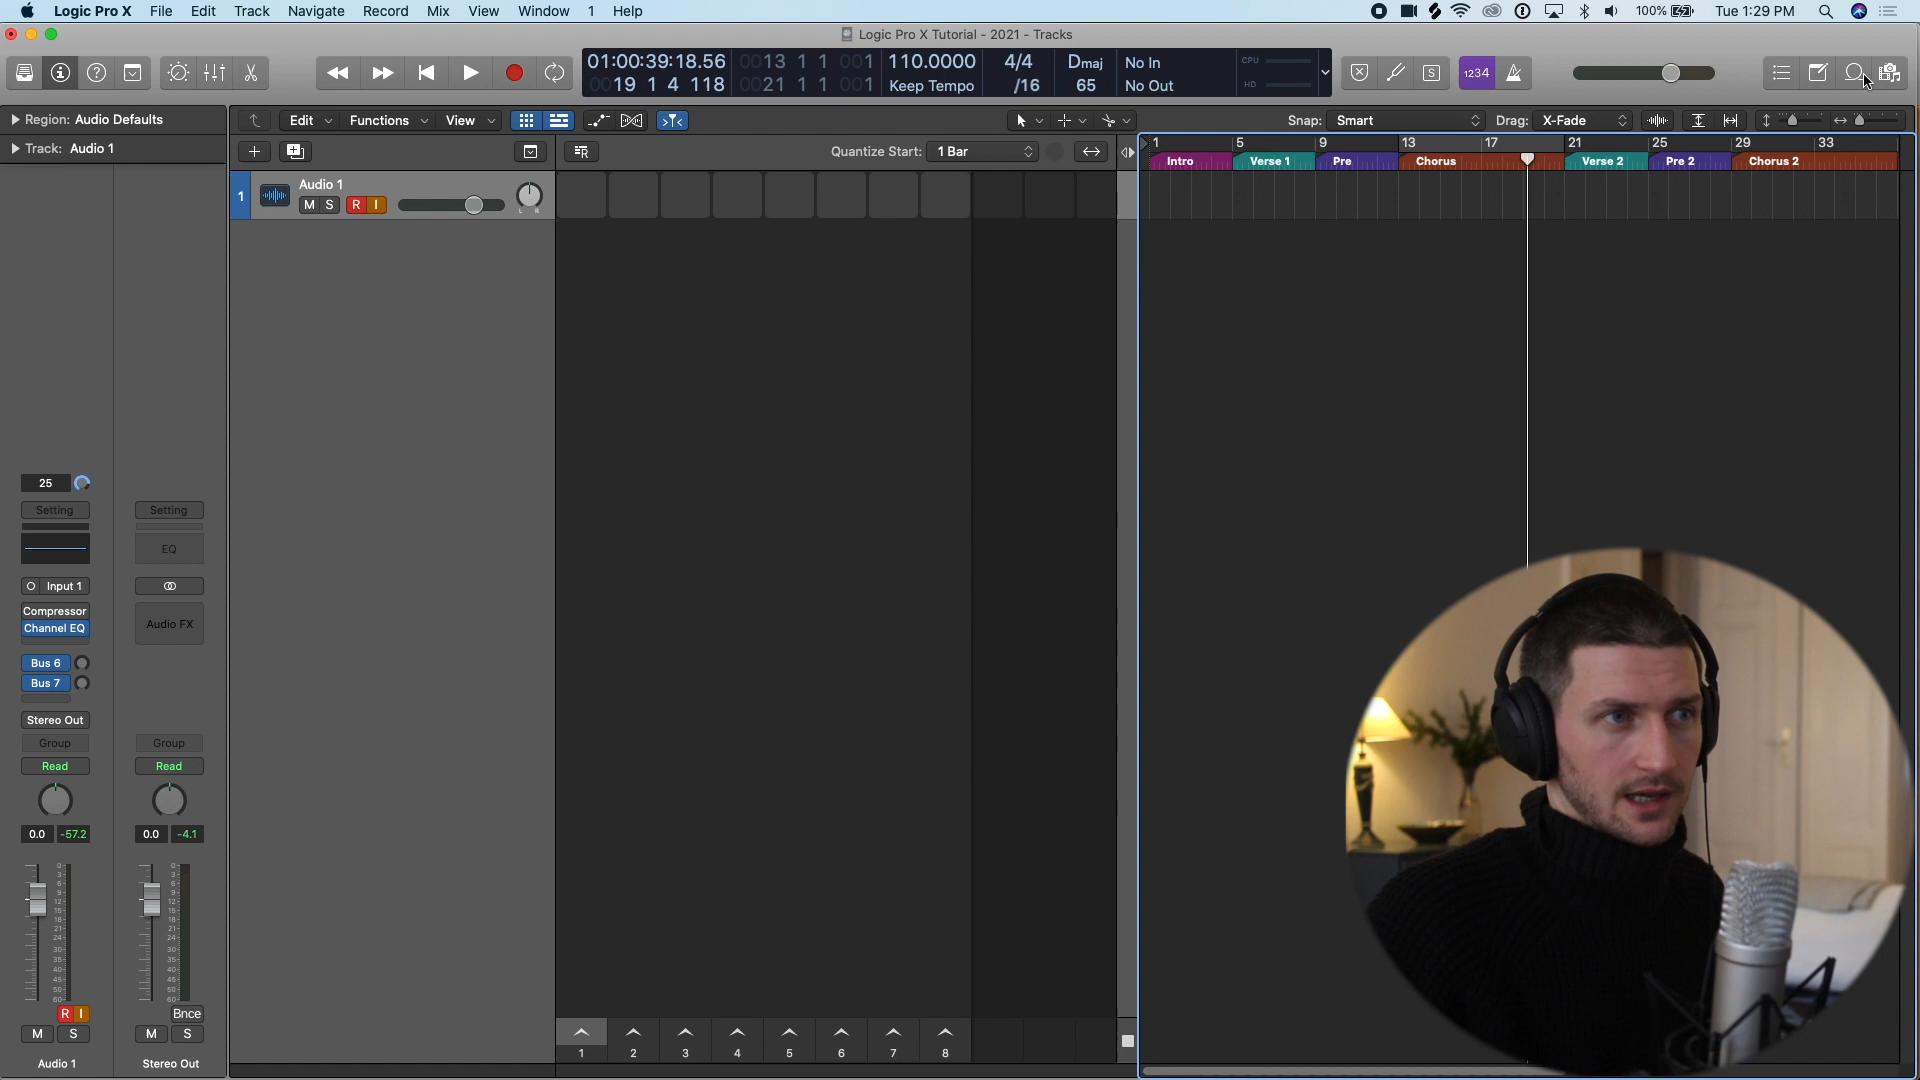 Logic Pro X File Edit Track Navigate Record Mix View Window 1 Help 100% Tue 1:29 PM
Logic Pro X Tutorial - 2021 - Tracks
01:00:39:18.56 0013 1 1 001 110.0000 4/4 Dmaj No In CPU
0019 1 4 118 0021 1 1 001 Keep Tempo /16 65 No Out HD
S 1234
Region: Audio Defaults
Edit Functions View Snap: Smart Drag: X-Fade
Track: Audio 1
Quantize Start: 1 Bar
1 5 9 13 17 21 25 29 33
Intro Verse 1 Pre Chorus Verse 2 Pre 2 Chorus 2
1 Audio 1
M S R I L R
25
Setting Setting
EQ
Input 1
Compressor
Channel EQ
Audio FX
Bus 6
Bus 7
Stereo Out
Group Group
Read Read
0.0 -57.2 0.0 -4.1
R I Bnce
M S M S
Audio 1 Stereo Out
1 2 3 4 5 6 7 8